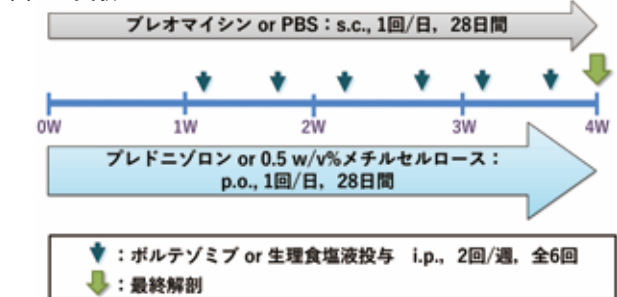 ブレオマイシン or PBS:s.c., 1回/日, 28日間
0W 1W 2W 3W 4W
プレドニゾロン or 0.5 w/v%メチルセルロース:
p.o., 1回/日, 28日間
:ボルテゾミブ or 生理食塩液投与 i.p., 2回/週, 全6回
:最終解剖